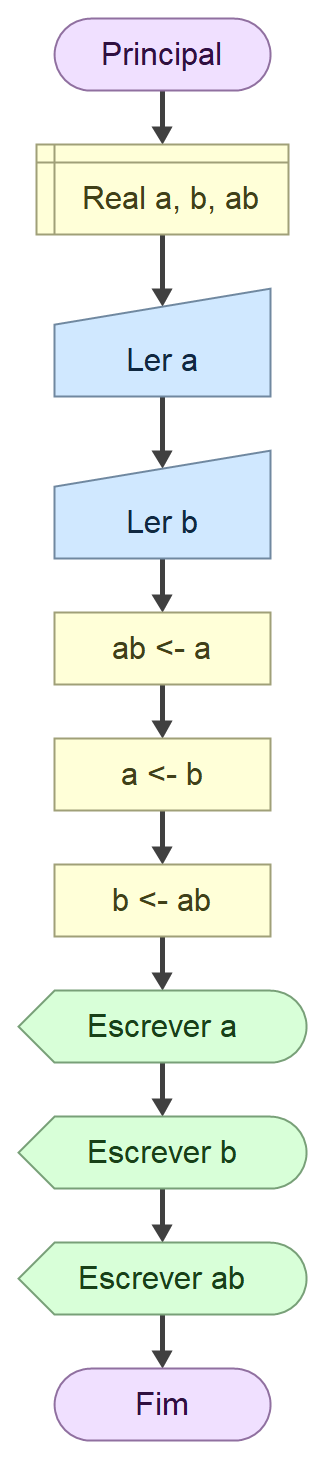 Principal
Real a, b, ab
Ler a
Ler b
ab <- a
a <- b
b <- ab
Escrever a
Escrever b
Escrever ab
Fim